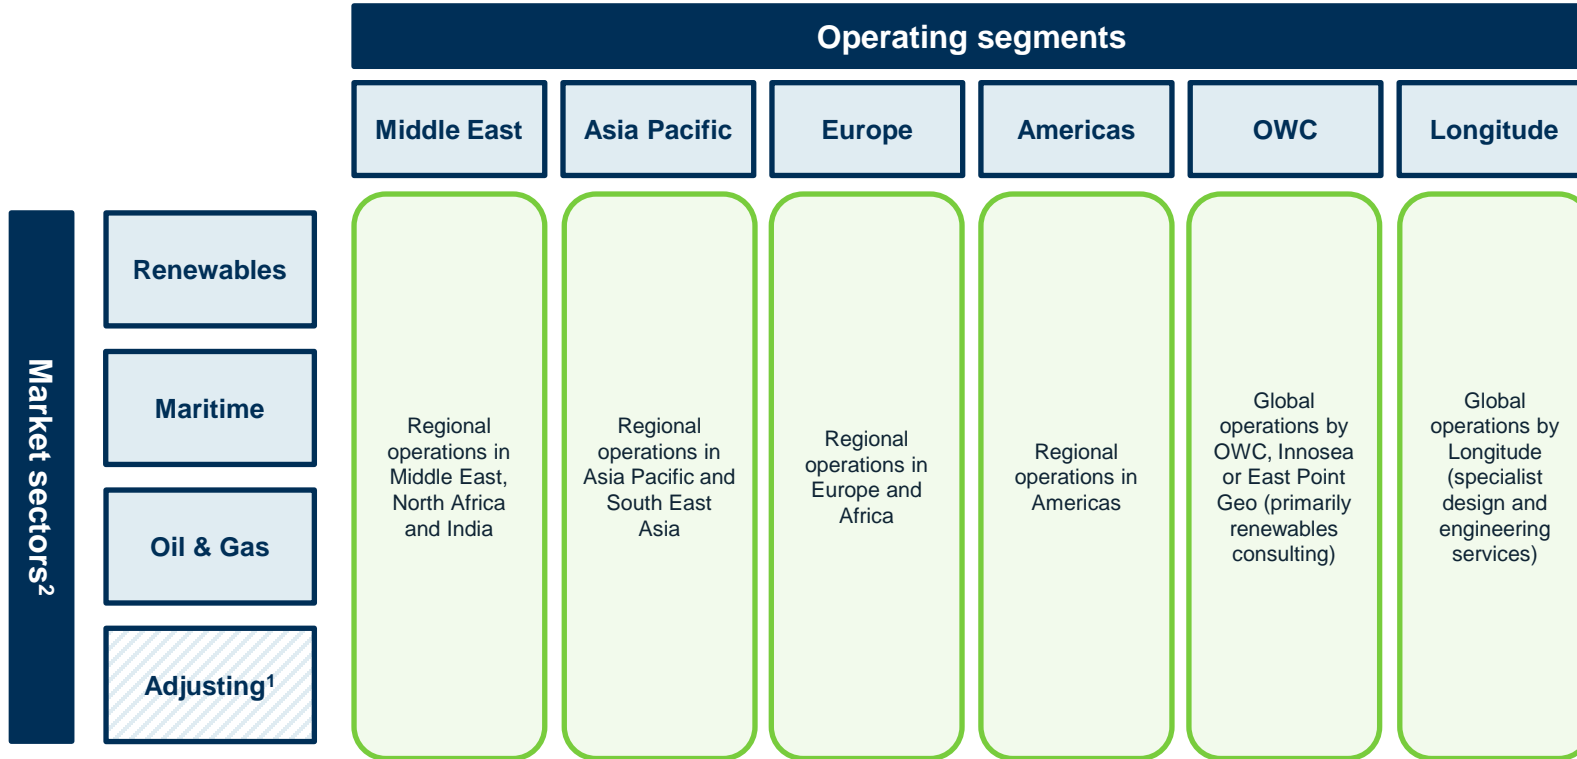 Operating segments
Middle East
Asia Pacific
Europe
Americas
OWC
Longitude
Market sectors²
Renewables
Maritime
Oil & Gas
Adjusting¹
Regional
operations in
Middle East,
North Africa
and India
Regional
operations in
Asia Pacific and
South East
Asia
Regional
operations in
Europe and
Africa
Regional
operations in
Americas
Global
operations by
OWC, Innosea
or East Point
Geo (primarily
renewables
consulting)
Global
operations by
Longitude
(specialist
design and
engineering
services)